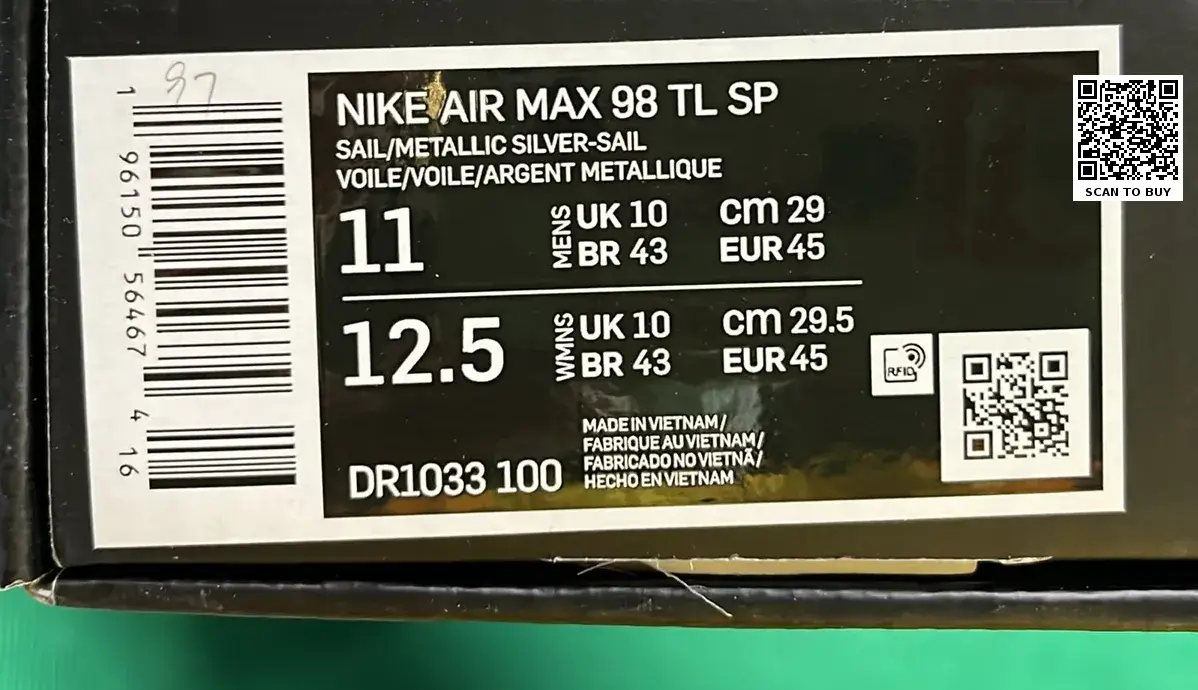 97
1 96150 56467 4 16
NIKE AIR MAX 98 TL SP
SAIL/METALLIC SILVER-SAIL
VOILE/VOILE/ARGENT METALLIQUE
11 MENS UK 10 cm 29
BR 43 EUR 45
12.5 WMNS UK 10 cm 29.5
BR 43 EUR 45
RFID
MADE IN VIETNAM/
FABRIQUE AU VIETNAM/
FABRICADO NO VIETNÃ/
HECHO EN VIETNAM
DR1033 100
SCAN TO BUY